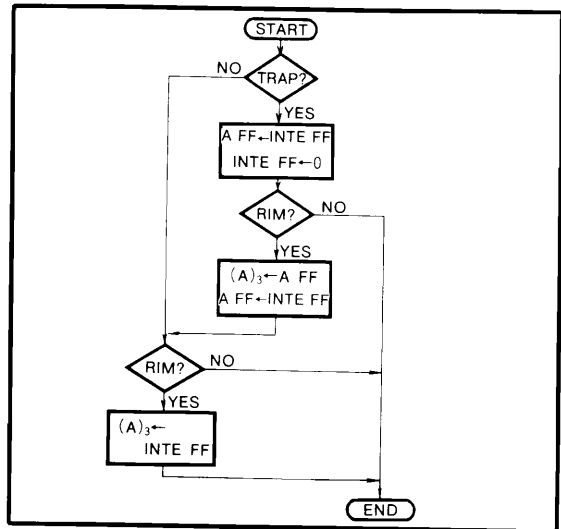 START
NO
TRAP?
YES
A FF←INTE FF
INTE FF←0
RIM?
NO
YES
(A)₃←A FF
A FF←INTE FF
RIM?
NO
YES
(A)₃←
INTE FF
END